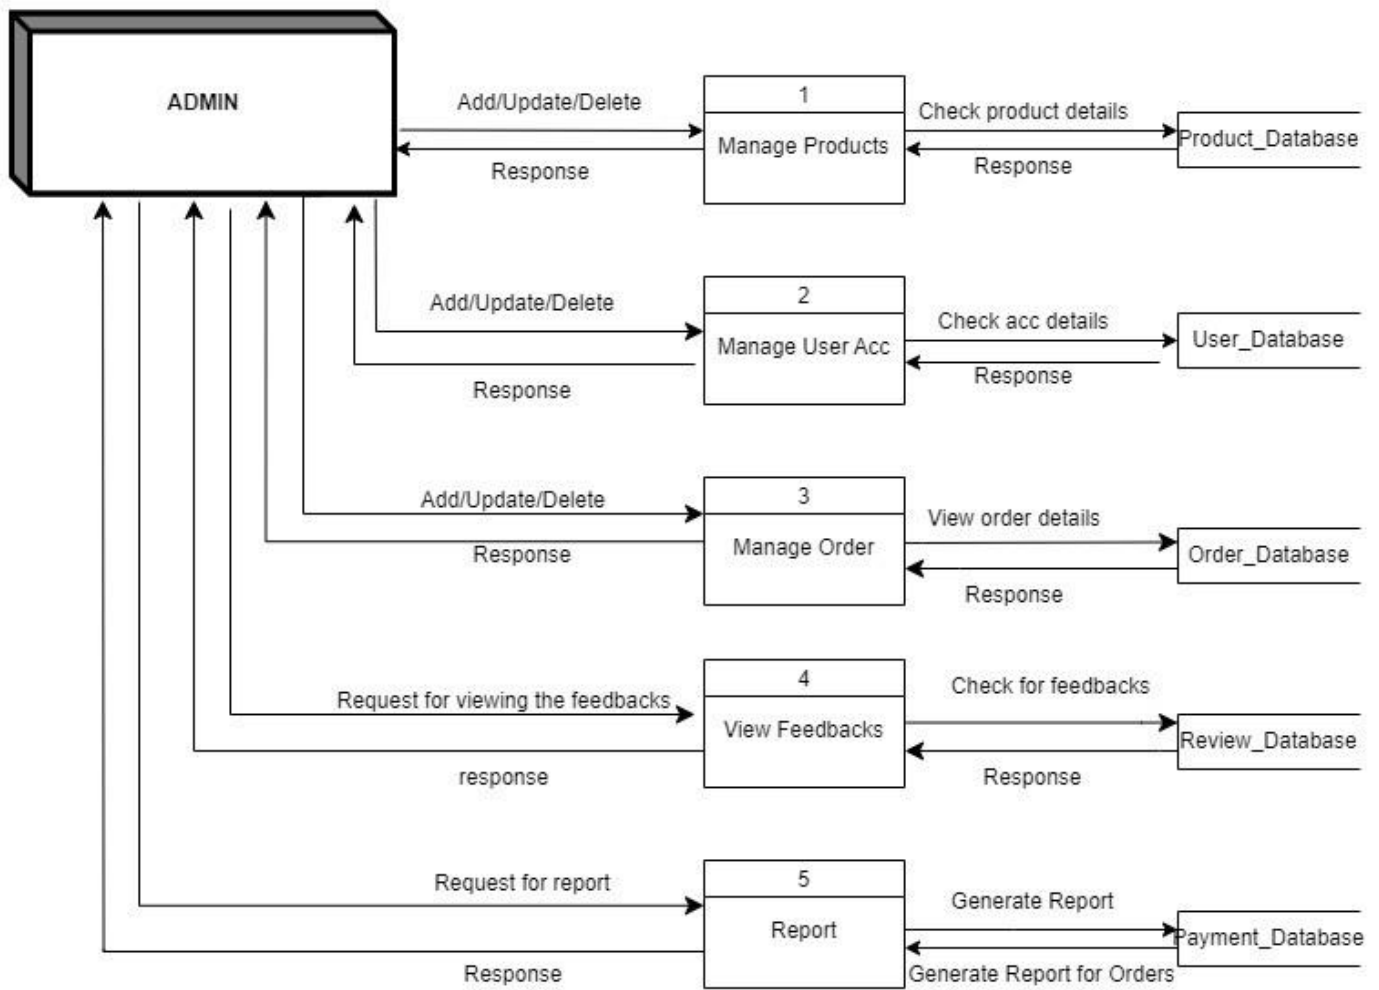 ADMIN
Add/Update/Delete
Response
1
Manage Products
Check product details
Response
Product_Database
Add/Update/Delete
Response
2
Manage User Acc
Check acc details
Response
User_Database
Add/Update/Delete
Response
3
Manage Order
View order details
Response
Order_Database
Request for viewing the feedbacks
response
4
View Feedbacks
Check for feedbacks
Response
Review_Database
Request for report
Response
5
Report
Generate Report
Generate Report for Orders
Payment_Database